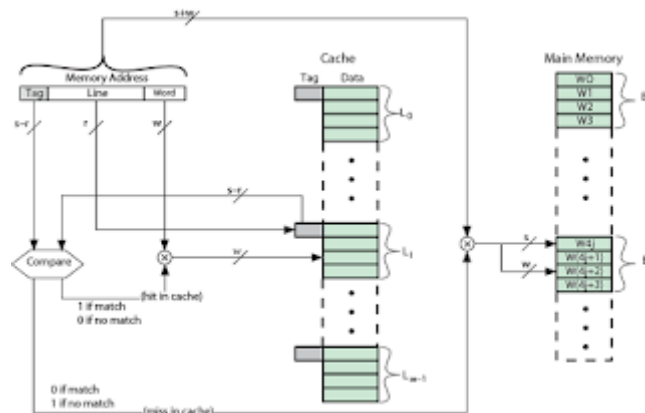 s+w
Memory Address
Tag Line Word
s–r
r
w
Cache
Tag Data
L0
Main Memory
W0
W1
W2
W3
s–r
Compare
w
(hit in cache)
1 if match
0 if no match
Li
s
w
W4j
W(4j+1)
W(4j+2)
W(4j+3)
0 if match
1 if no match
(miss in cache)
Lm–1